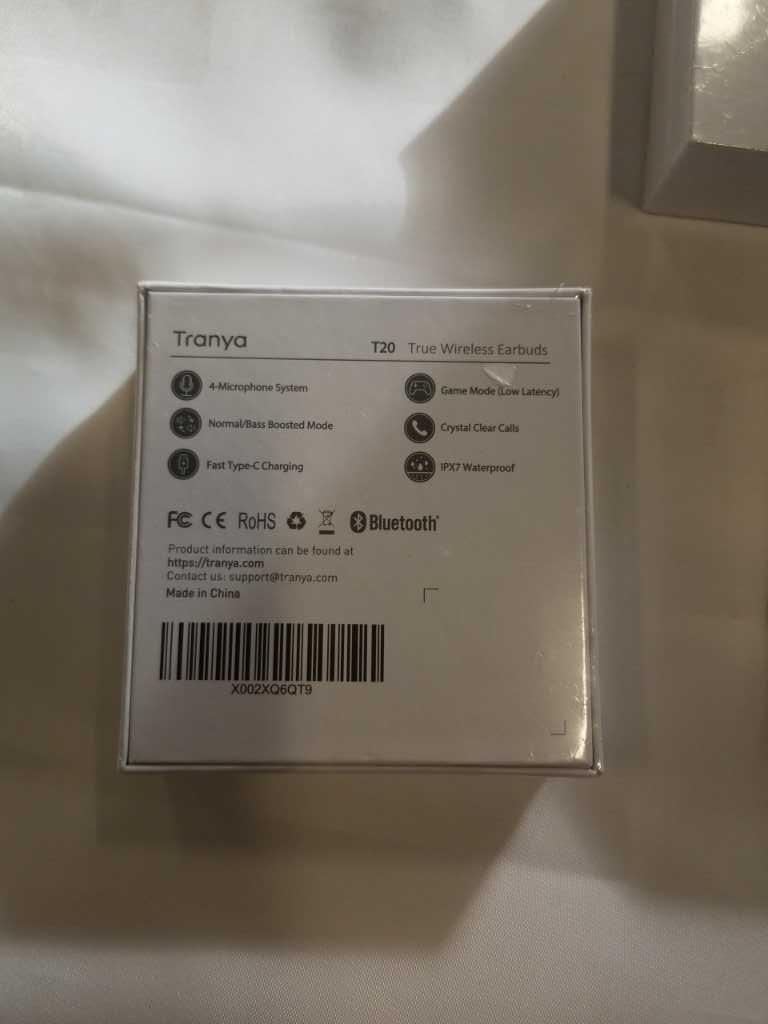 Tranya
T20 True Wireless Earbuds
4-Microphone System
Game Mode (Low Latency)
Normal/Bass Boosted Mode
Crystal Clear Calls
Fast Type-C Charging
IPX7 Waterproof
FC CE RoHS Bluetooth®
Product information can be found at
https://tranya.com
Contact us: support@tranya.com
Made in China
X002XQ6QT9